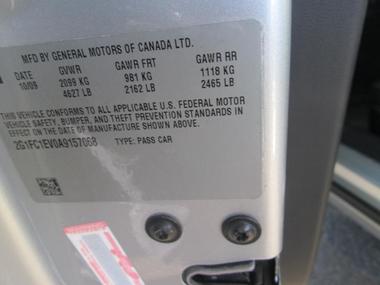 MFG BY GENERAL MOTORS OF CANADA LTD.
DATE GVWR GAWR FRT GAWR RR
10/09 2099 KG 981 KG 1118 KG
4627 LB 2162 LB 2465 LB
THIS VEHICLE CONFORMS TO ALL APPLICABLE U.S. FEDERAL MOTOR
VEHICLE SAFETY, BUMPER, AND THEFT PREVENTION STANDARDS IN
EFFECT ON THE DATE OF MANUFACTURE SHOWN ABOVE.
2G1FC1EV0A9157068 TYPE: PASS CAR